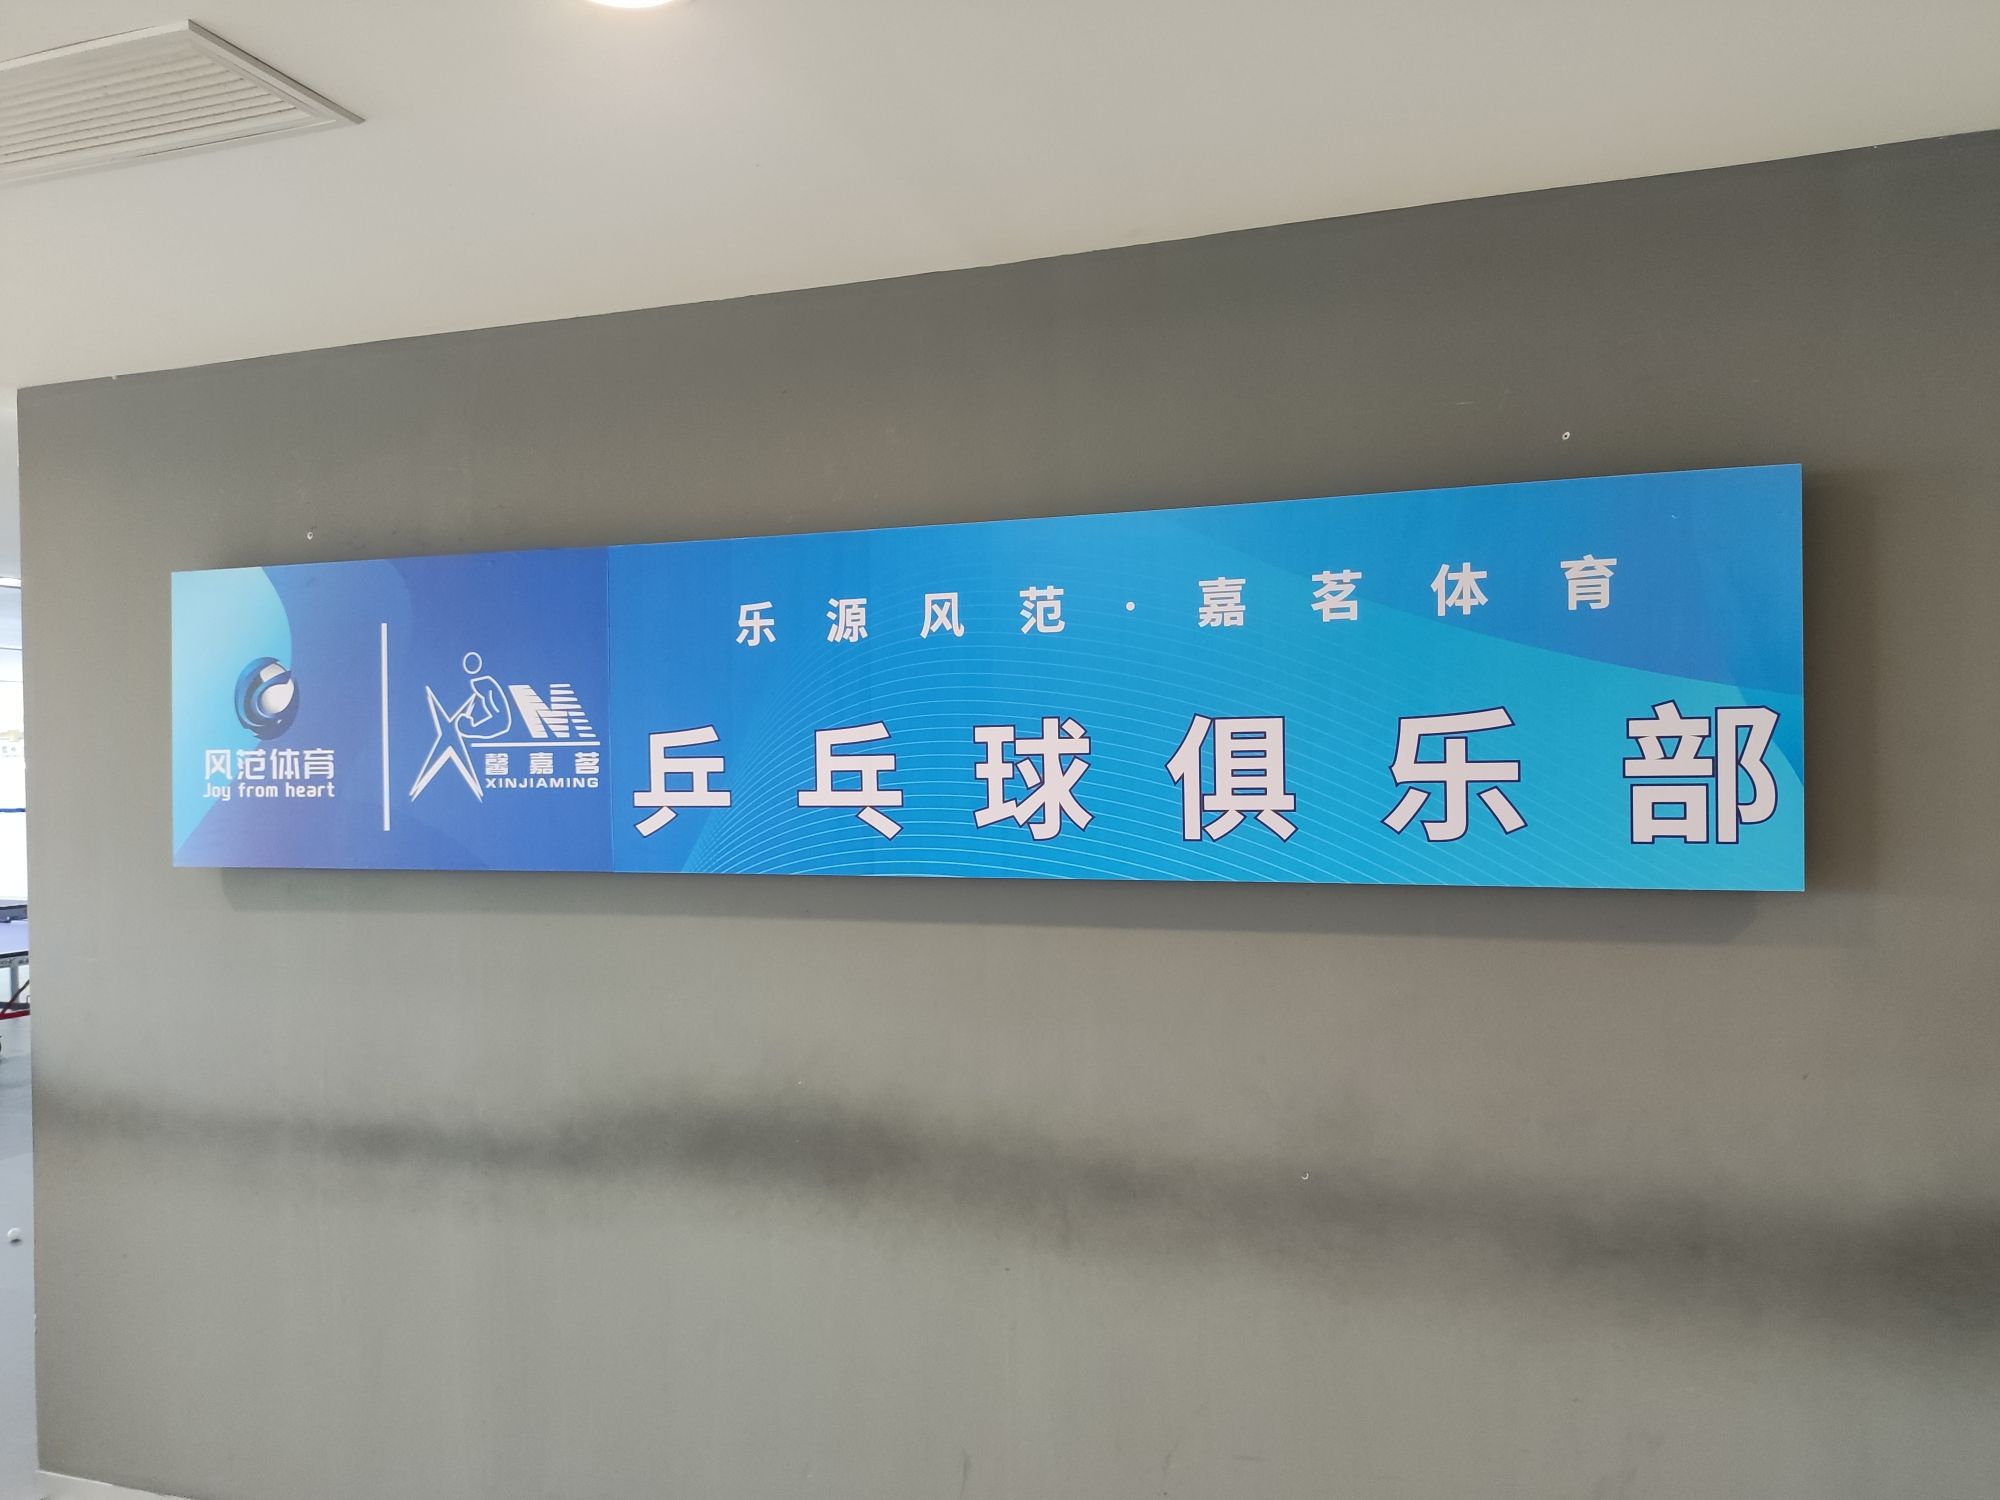 风范体育
Joy from heart
馨嘉茗
XINJIAMING
乐源风范·嘉茗体育
乒乓球俱乐部